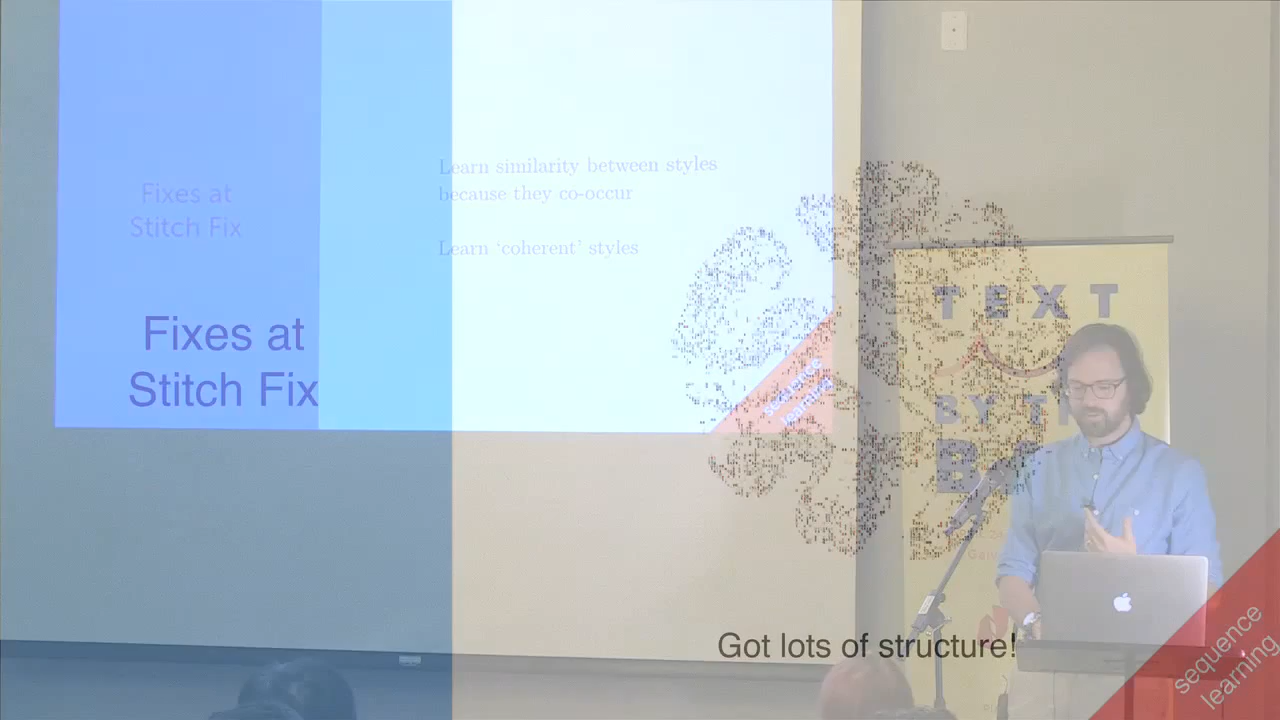 Fixes at
Stitch Fix
Learn similarity between styles
because they co-occur
Learn ‘coherent’ styles
sequence
learning
Fixes at
Stitch Fix
TEXT
BY
Got lots of structure!
sequence
learning